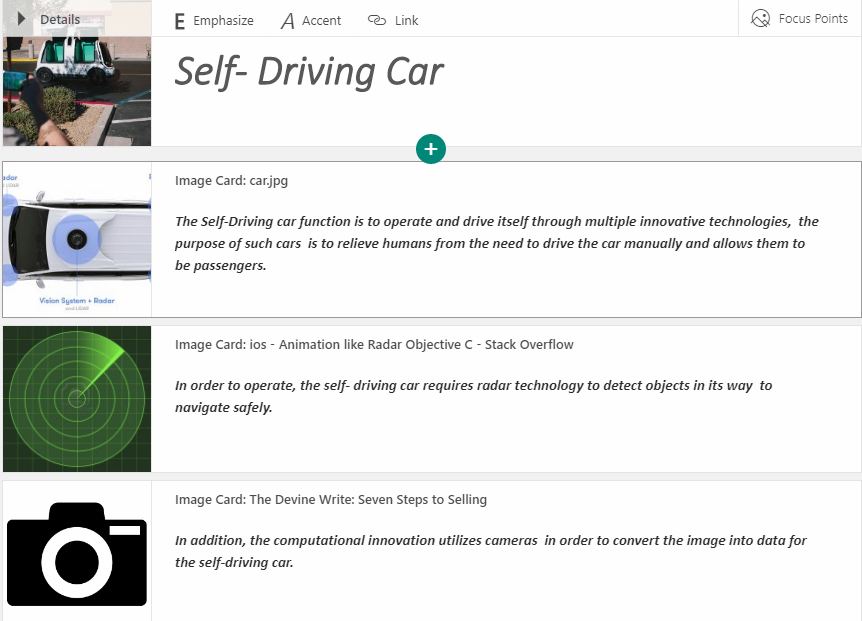 Details
Emphasize
Accent
Link
Focus Points
Self- Driving Car
Image Card: car.jpg
The Self-Driving car function is to operate and drive itself through multiple innovative technologies,  the
purpose of such cars  is to relieve humans from the need to drive the car manually and allows them to
be passengers.
Vision System + Radar
Image Card: ios - Animation like Radar Objective C - Stack Overflow
In order to operate, the self- driving car requires radar technology to detect objects in its way  to
navigate safely.
Image Card: The Devine Write: Seven Steps to Selling
In addition, the computational innovation utilizes cameras  in order to convert the image into data for
the self-driving car.